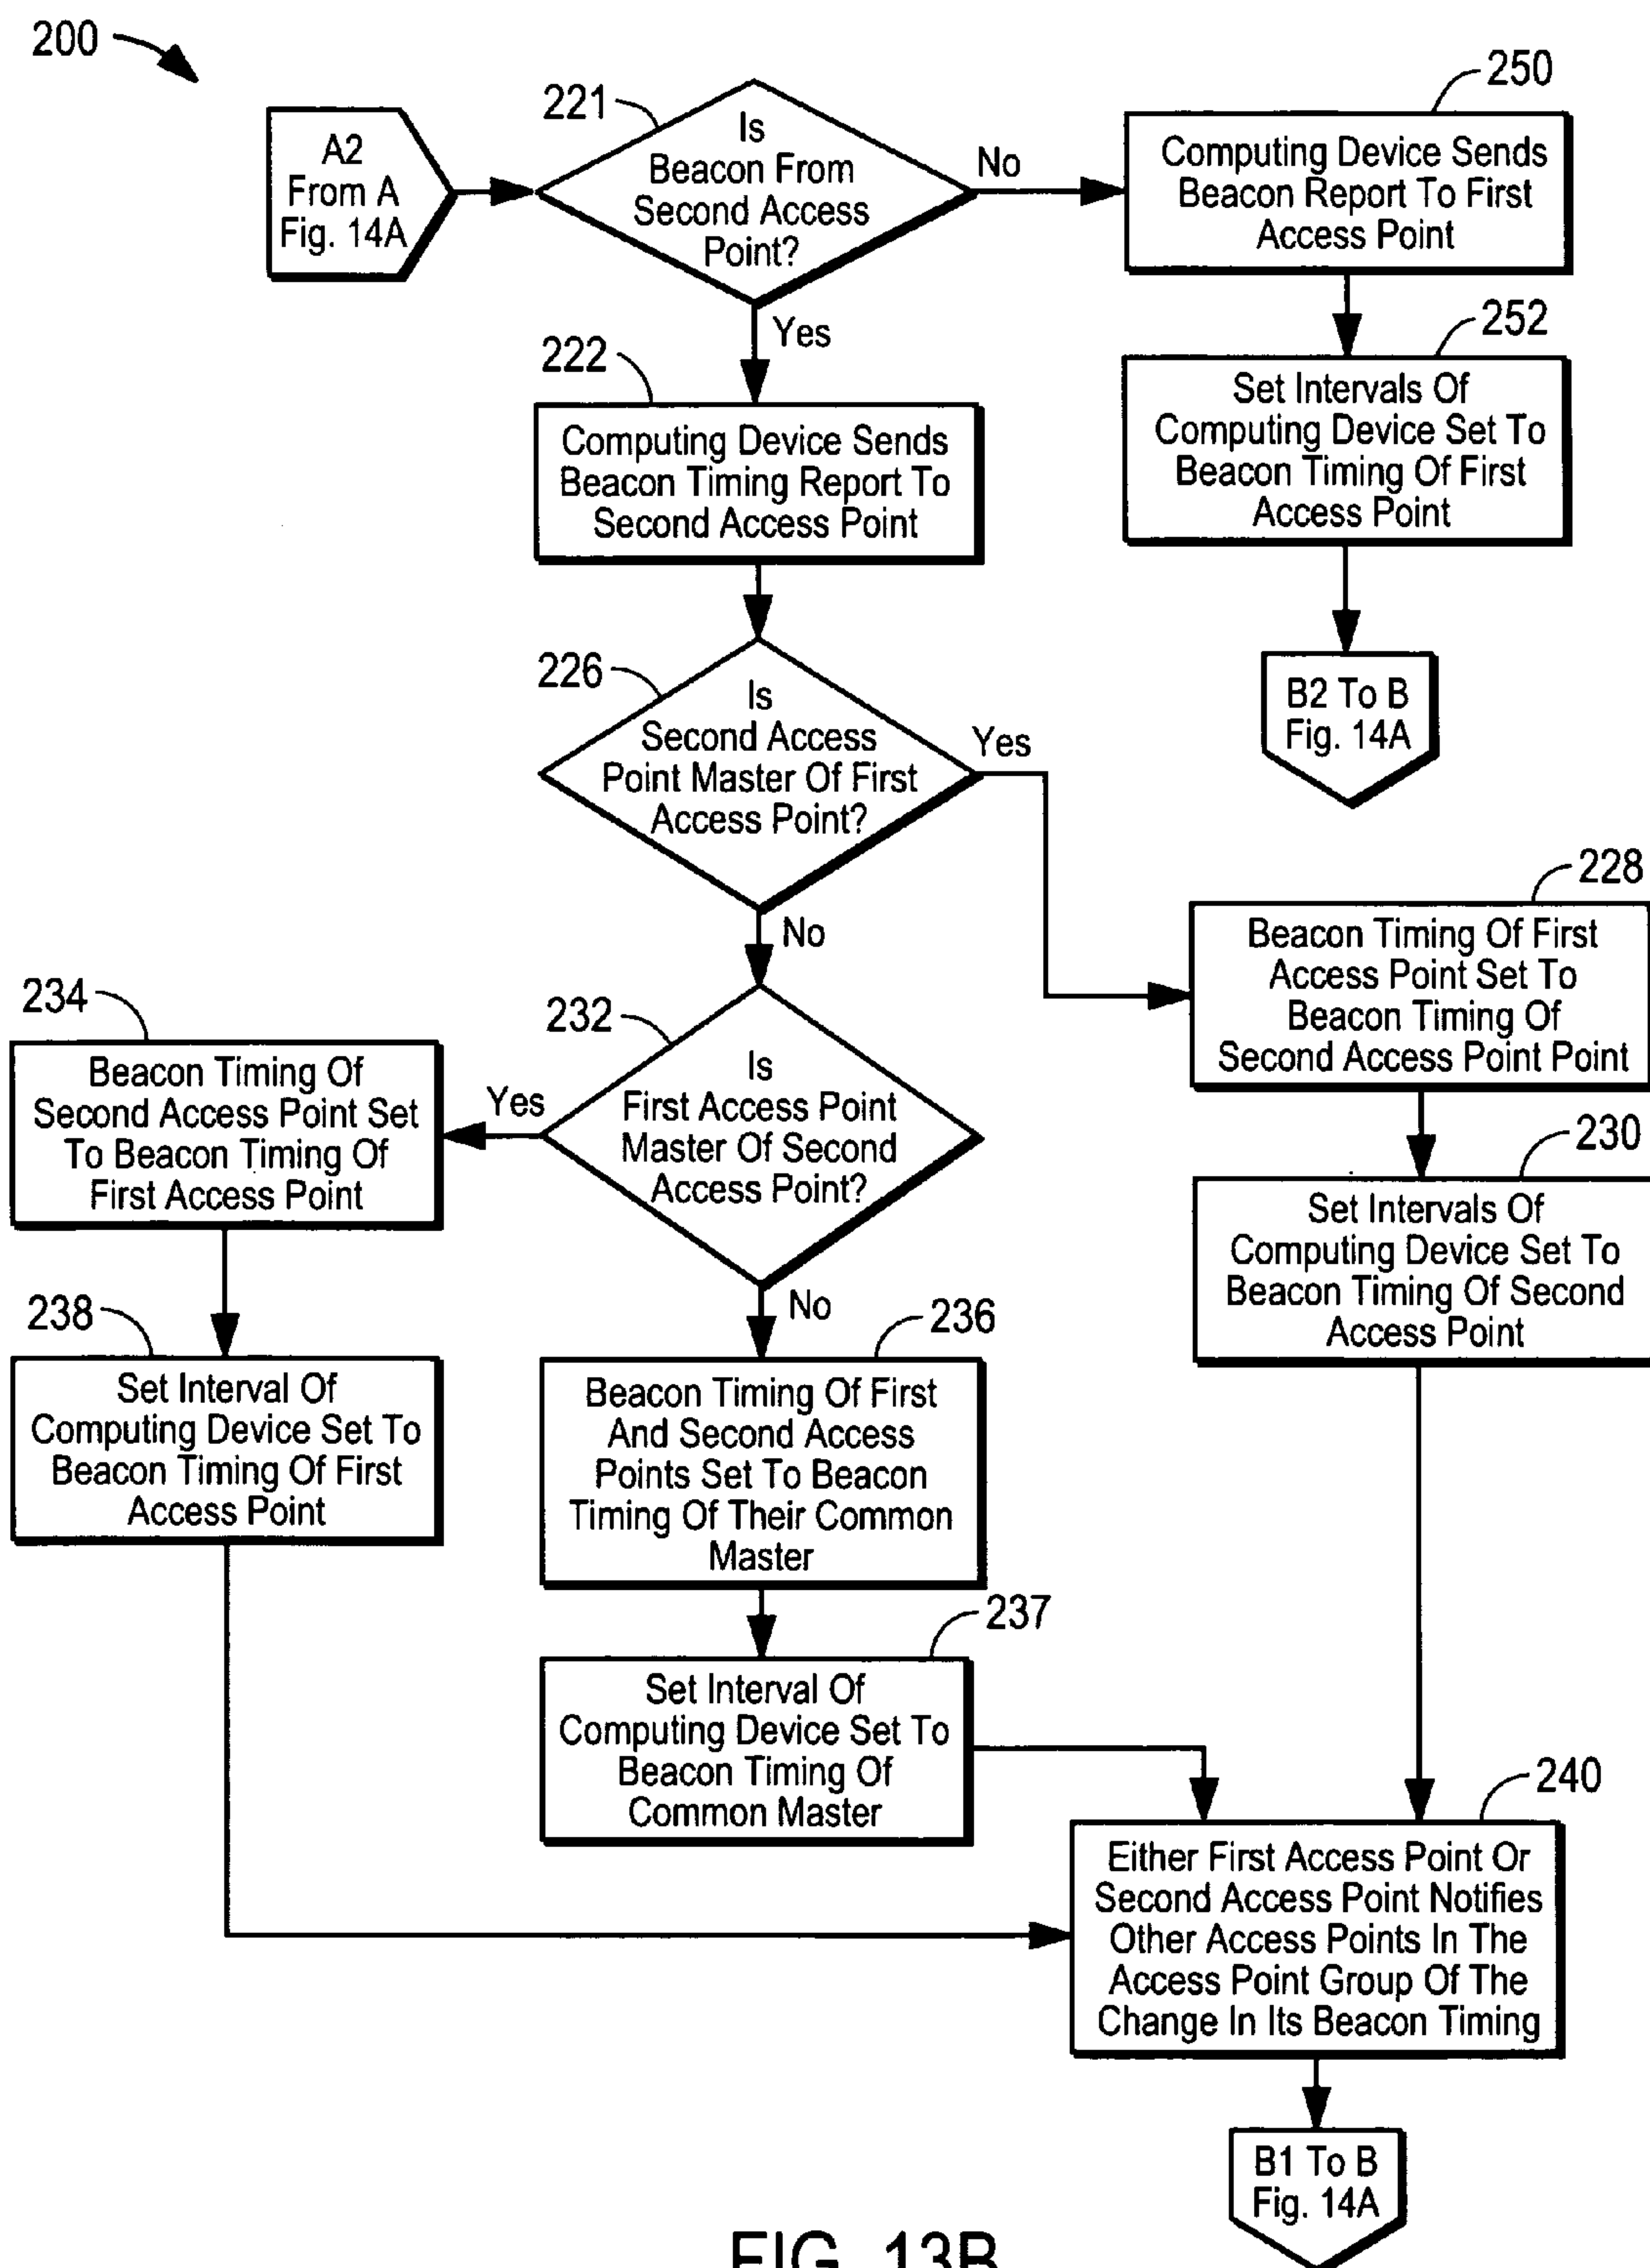 200
A2
From A
Fig. 14A
221
Is
Beacon From
Second Access
Point?
No
Yes
250
Computing Device Sends
Beacon Report To First
Access Point
252
Set Intervals Of
Computing Device Set To
Beacon Timing Of First
Access Point
B2 To B
Fig. 14A
222
Computing Device Sends
Beacon Timing Report To
Second Access Point
226
Is
Second Access
Point Master Of First
Access Point?
Yes
No
228
Beacon Timing Of First
Access Point Set To
Beacon Timing Of
Second Access Point Point
230
Set Intervals Of
Computing Device Set To
Beacon Timing Of Second
Access Point
232
Is
First Access Point
Master Of Second
Access Point?
Yes
No
234
Beacon Timing Of
Second Access Point Set
To Beacon Timing Of
First Access Point
238
Set Interval Of
Computing Device Set To
Beacon Timing Of First
Access Point
236
Beacon Timing Of First
And Second Access
Points Set To Beacon
Timing Of Their Common
Master
237
Set Interval Of
Computing Device Set To
Beacon Timing Of
Common Master
240
Either First Access Point Or
Second Access Point Notifies
Other Access Points In The
Access Point Group Of The
Change In Its Beacon Timing
B1 To B
Fig. 14A
FIG. 13B